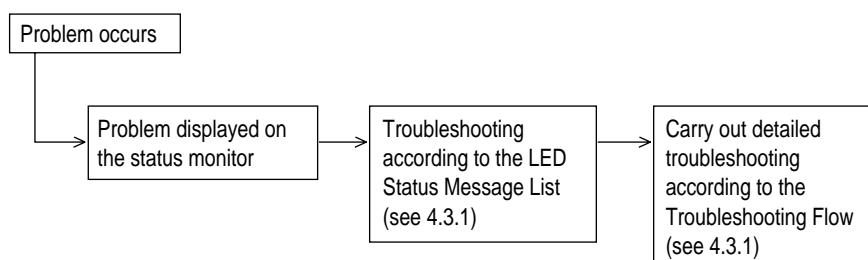 Problem occurs
Problem displayed on
the status monitor
Troubleshooting
according to the LED
Status Message List
(see 4.3.1)
Carry out detailed
troubleshooting
according to the
Troubleshooting Flow
(see 4.3.1)